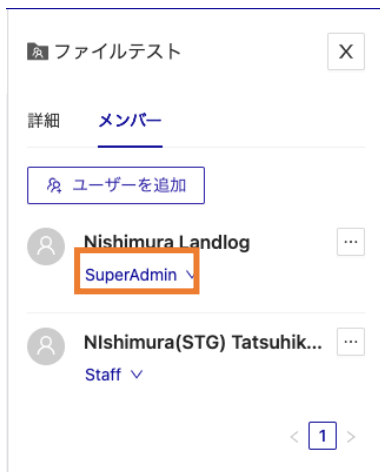 ファイルテスト
X
詳細 メンバー
ユーザーを追加
Nishimura Landlog ...
SuperAdmin
NIshimura(STG) Tatsuhik... ...
Staff
< 1 >